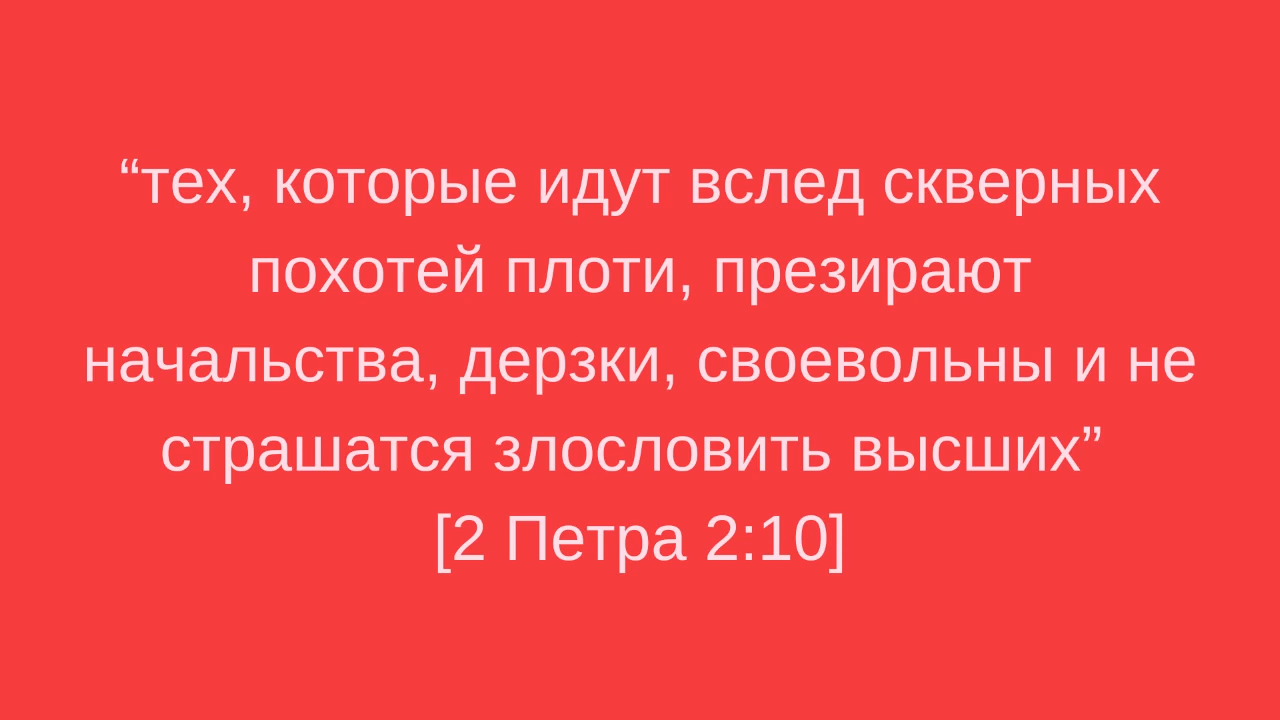 “тех, которые идут вслед скверных
похотей плоти, презирают
начальства, дерзки, своевольны и не
страшатся злословить высших”
[2 Петра 2:10]